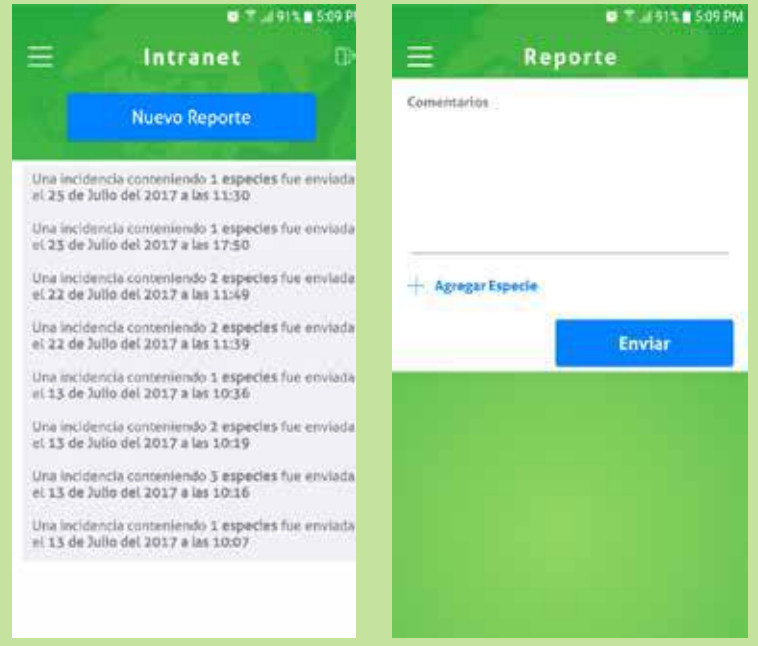 91% 5:09 P
Intranet
Nuevo Reporte
Una incidencia conteniendo 1 especies fue enviada
el 25 de Julio del 2017 a las 11:30
Una incidencia conteniendo 1 especies fue enviada
el 23 de Julio del 2017 a las 17:50
Una incidencia conteniendo 2 especies fue enviada
el 22 de Julio del 2017 a las 11:49
Una incidencia conteniendo 2 especies fue enviada
el 22 de Julio del 2017 a las 11:39
Una incidencia conteniendo 1 especies fue enviada
el 13 de Julio del 2017 a las 10:36
Una incidencia conteniendo 2 especies fue enviada
el 13 de Julio del 2017 a las 10:19
Una incidencia conteniendo 3 especies fue enviada
el 13 de Julio del 2017 a las 10:16
Una incidencia conteniendo 1 especies fue enviada
el 13 de Julio del 2017 a las 10:07
91% 5:09 PM
Reporte
Comentarios
+ Agregar Especie
Enviar